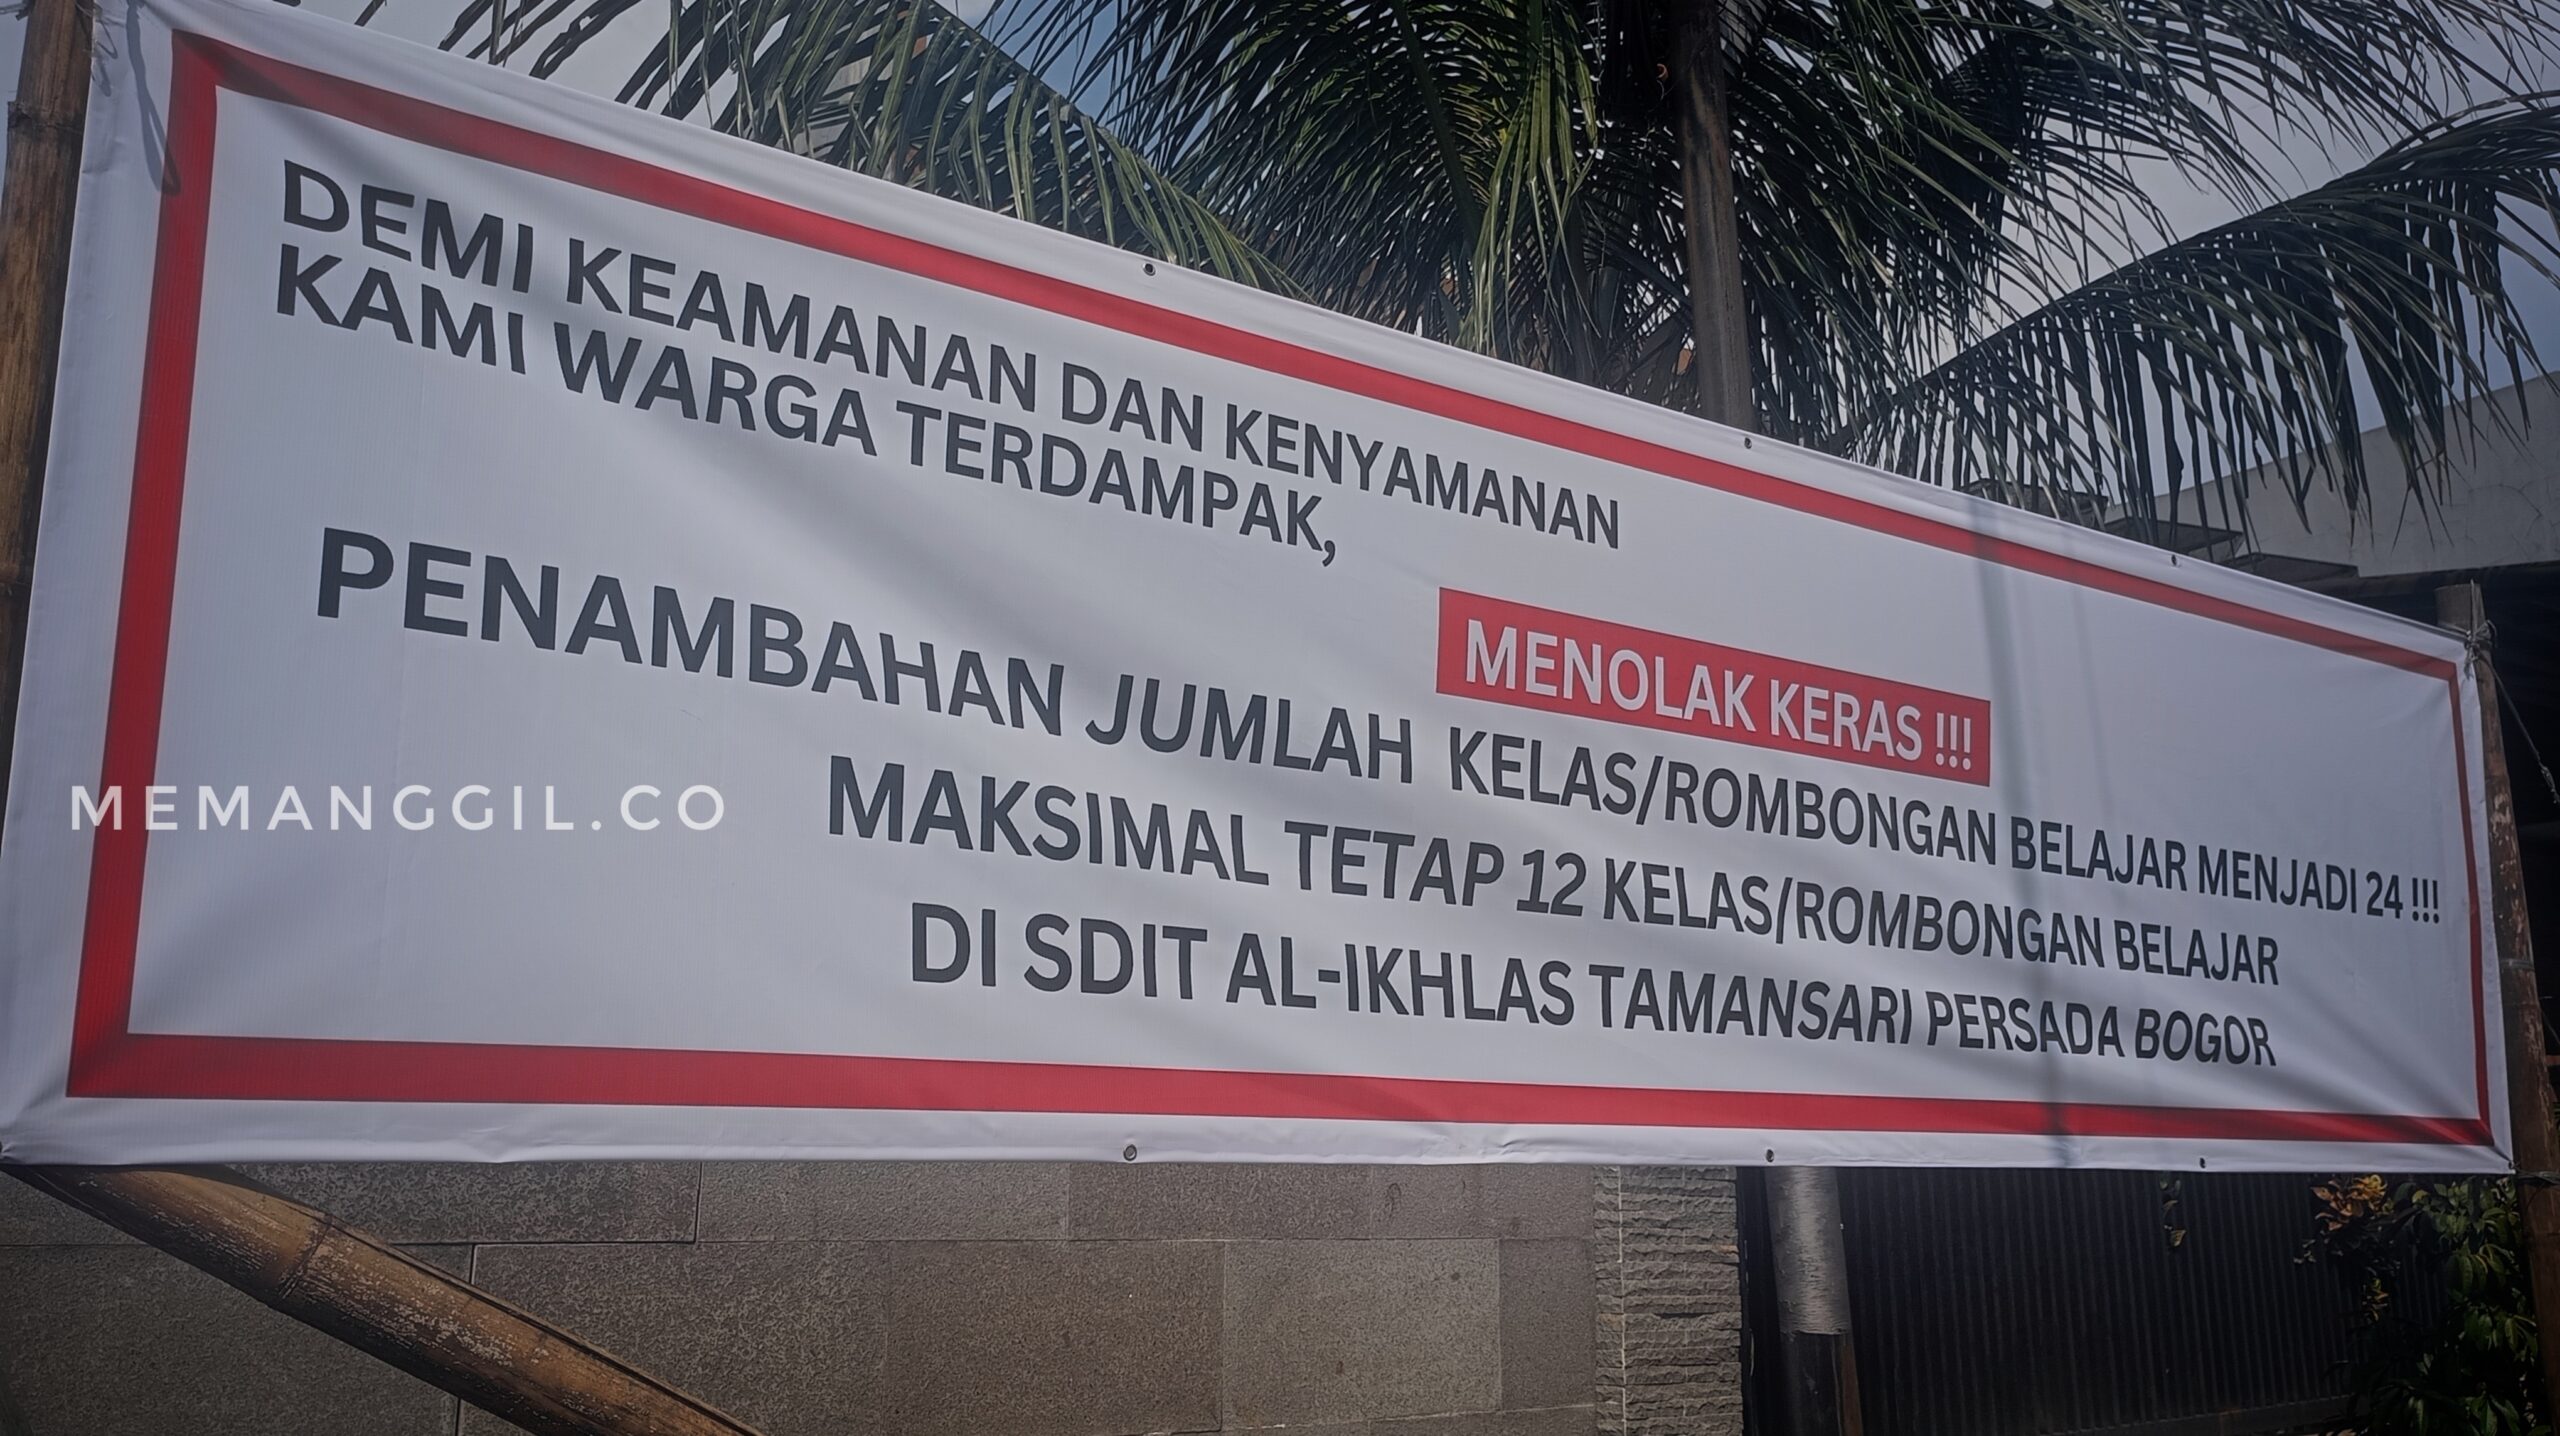 DEMI KEAMANAN DAN KENYAMANAN
KAMI WARGA TERDAMPAK,
MENOLAK KERAS !!!
PENAMBAHAN JUMLAH KELAS/ROMBONGAN BELAJAR MENJADI 24 !!!
MAKSIMAL TETAP 12 KELAS/ROMBONGAN BELAJAR
DI SDIT AL-IKHLAS TAMANSARI PERSADA BOGOR
MEMANGGIL.CO